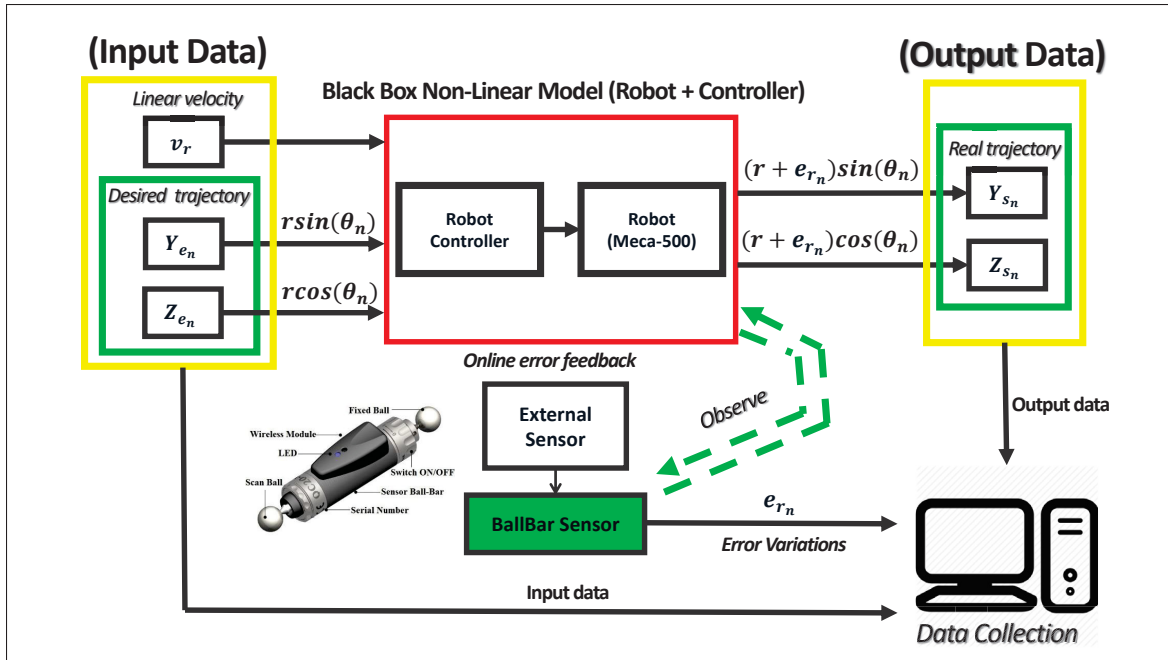 (Input Data)
(Output Data)
Black Box Non-Linear Model (Robot + Controller)
Linear velocity
v_r
Desired trajectory
Y_{e_n}
Z_{e_n}
rsin(θ_n)
rcos(θ_n)
Robot
Controller
Robot
(Meca-500)
(r + e_{r_n})sin(θ_n)
(r + e_{r_n})cos(θ_n)
Real trajectory
Y_{s_n}
Z_{s_n}
Online error feedback
External
Sensor
BallBar Sensor
Observe
e_{r_n}
Error Variations
Output data
Input data
Data Collection
Fixed Ball
Wireless Module
LED
Switch ON/OFF
Scan Ball
Sensor Ball-Bar
Serial Number